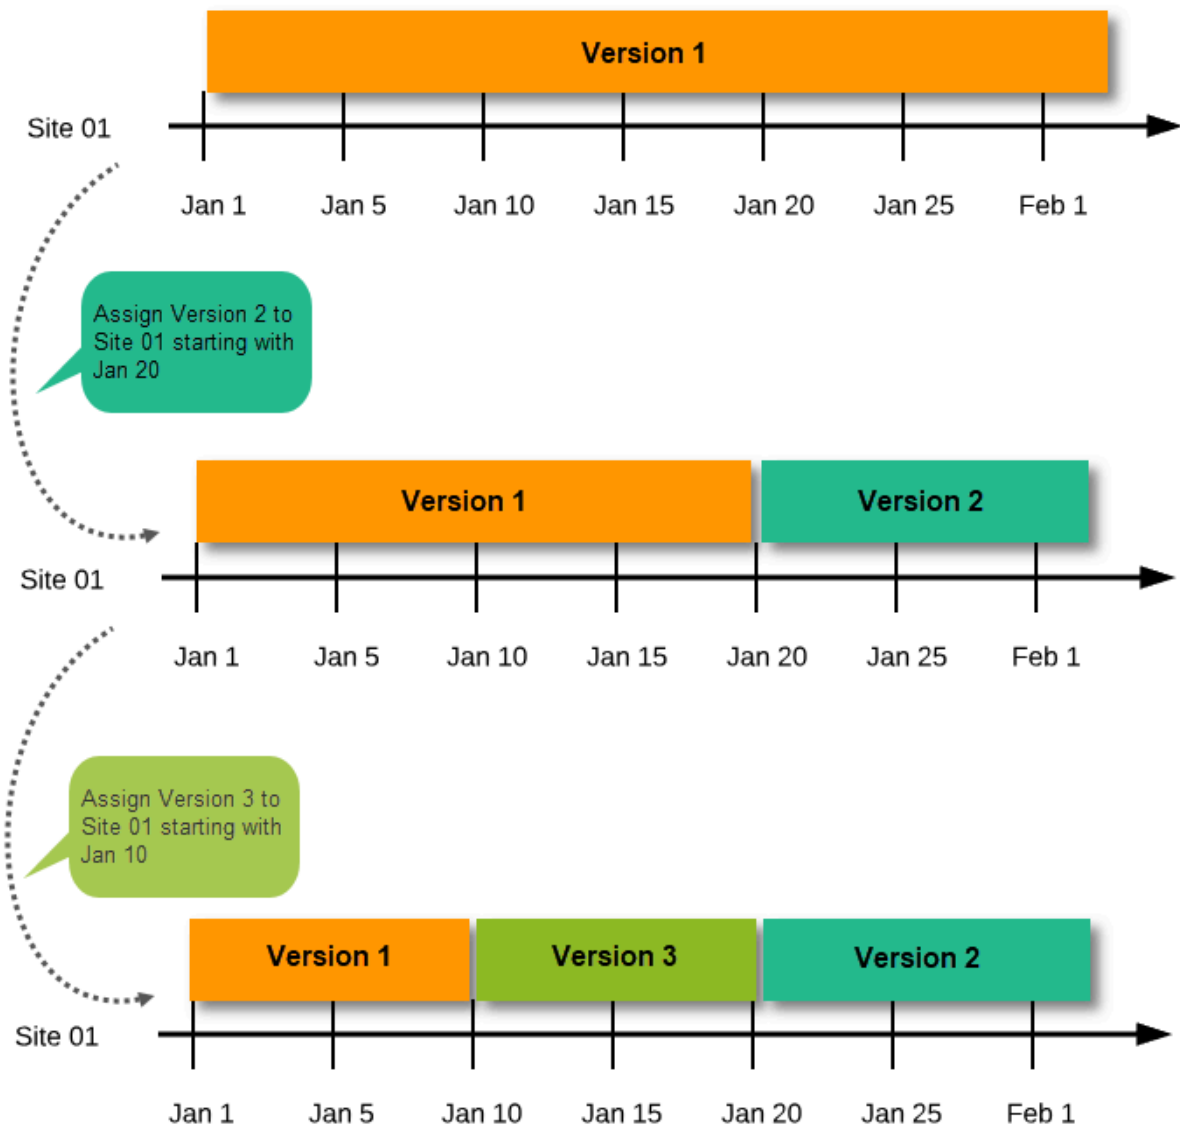 Version 1
Site 01
Jan 1 Jan 5 Jan 10 Jan 15 Jan 20 Jan 25 Feb 1
Assign Version 2 to
Site 01 starting with
Jan 20
Version 1 Version 2
Site 01
Jan 1 Jan 5 Jan 10 Jan 15 Jan 20 Jan 25 Feb 1
Assign Version 3 to
Site 01 starting with
Jan 10
Version 1 Version 3 Version 2
Site 01
Jan 1 Jan 5 Jan 10 Jan 15 Jan 20 Jan 25 Feb 1